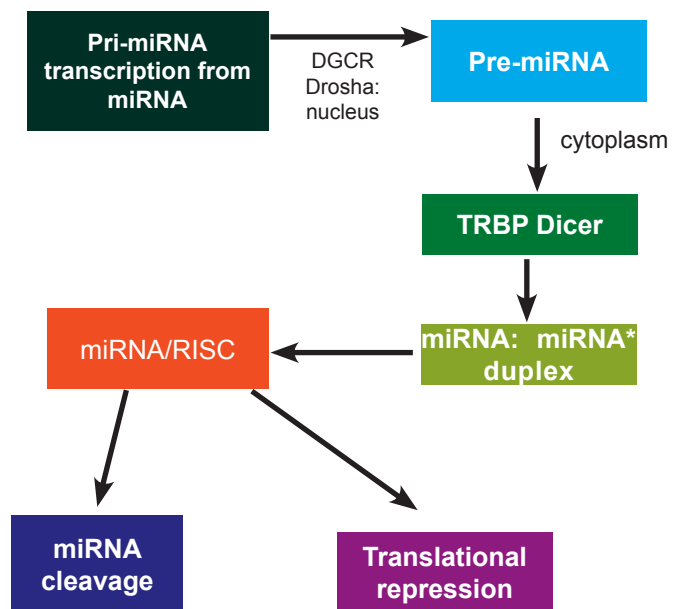 Pri-miRNA
transcription from
miRNA
DGCR
Drosha:
nucleus
Pre-miRNA
cytoplasm
TRBP Dicer
miRNA: miRNA*
duplex
miRNA/RISC
miRNA
cleavage
Translational
repression